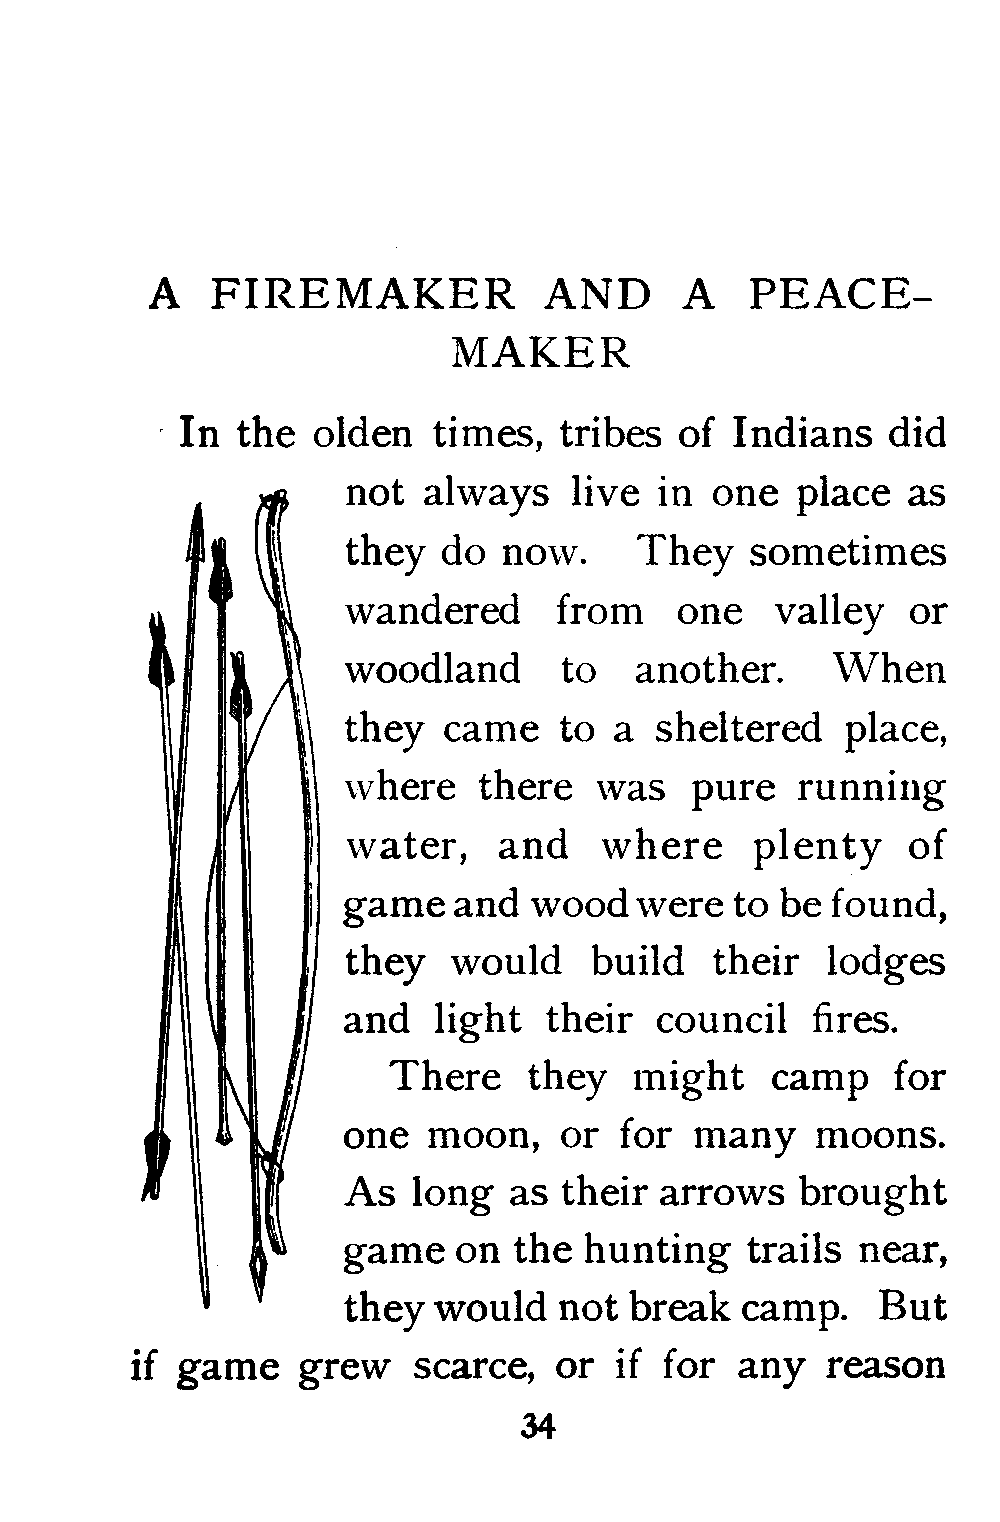 A FIREMAKER AND A PEACE-
MAKER
In the olden times, tribes of Indians did
not always live in one place as
they do now. They sometimes
wandered from one valley or
woodland to another. When
they came to a sheltered place,
where there was pure running
water, and where plenty of
game and wood were to be found,
they would build their lodges
and light their council fires.
There they might camp for
one moon, or for many moons.
As long as their arrows brought
game on the hunting trails near,
they would not break camp. But
if game grew scarce, or if for any reason
34